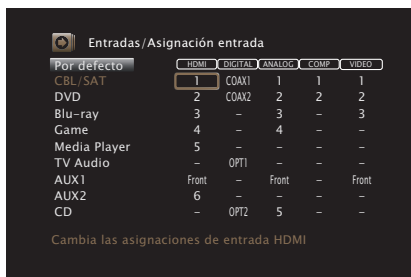 Entradas/Asignación entrada
Por defecto HDMI DIGITAL ANALOG COMP VIDEO
CBL/SAT 1 COAX1 1 1 1
DVD 2 COAX2 2 2 2
Blu-ray 3 – 3 – 3
Game 4 – 4 – –
Media Player 5 – – – –
TV Audio – OPT1 – – –
AUX1 Front – Front – Front
AUX2 6 – – – –
CD – OPT2 5 – –
Cambia las asignaciones de entrada HDMI